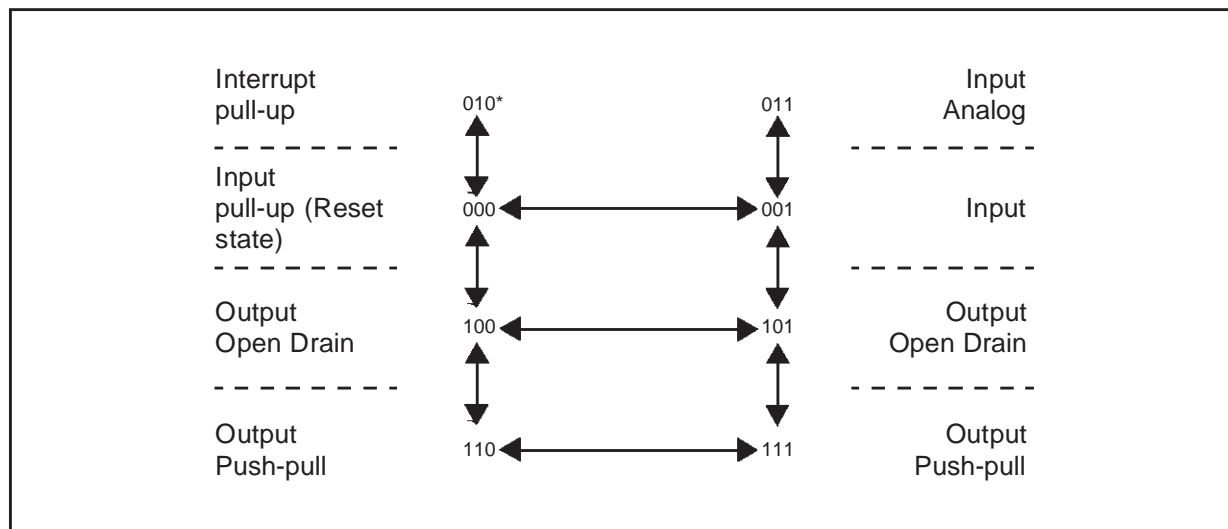 Interrupt
pull-up
010*
011
Input
Analog
Input
pull-up (Reset
state)
000
001
Input
Output
Open Drain
100
101
Output
Open Drain
Output
Push-pull
110
111
Output
Push-pull